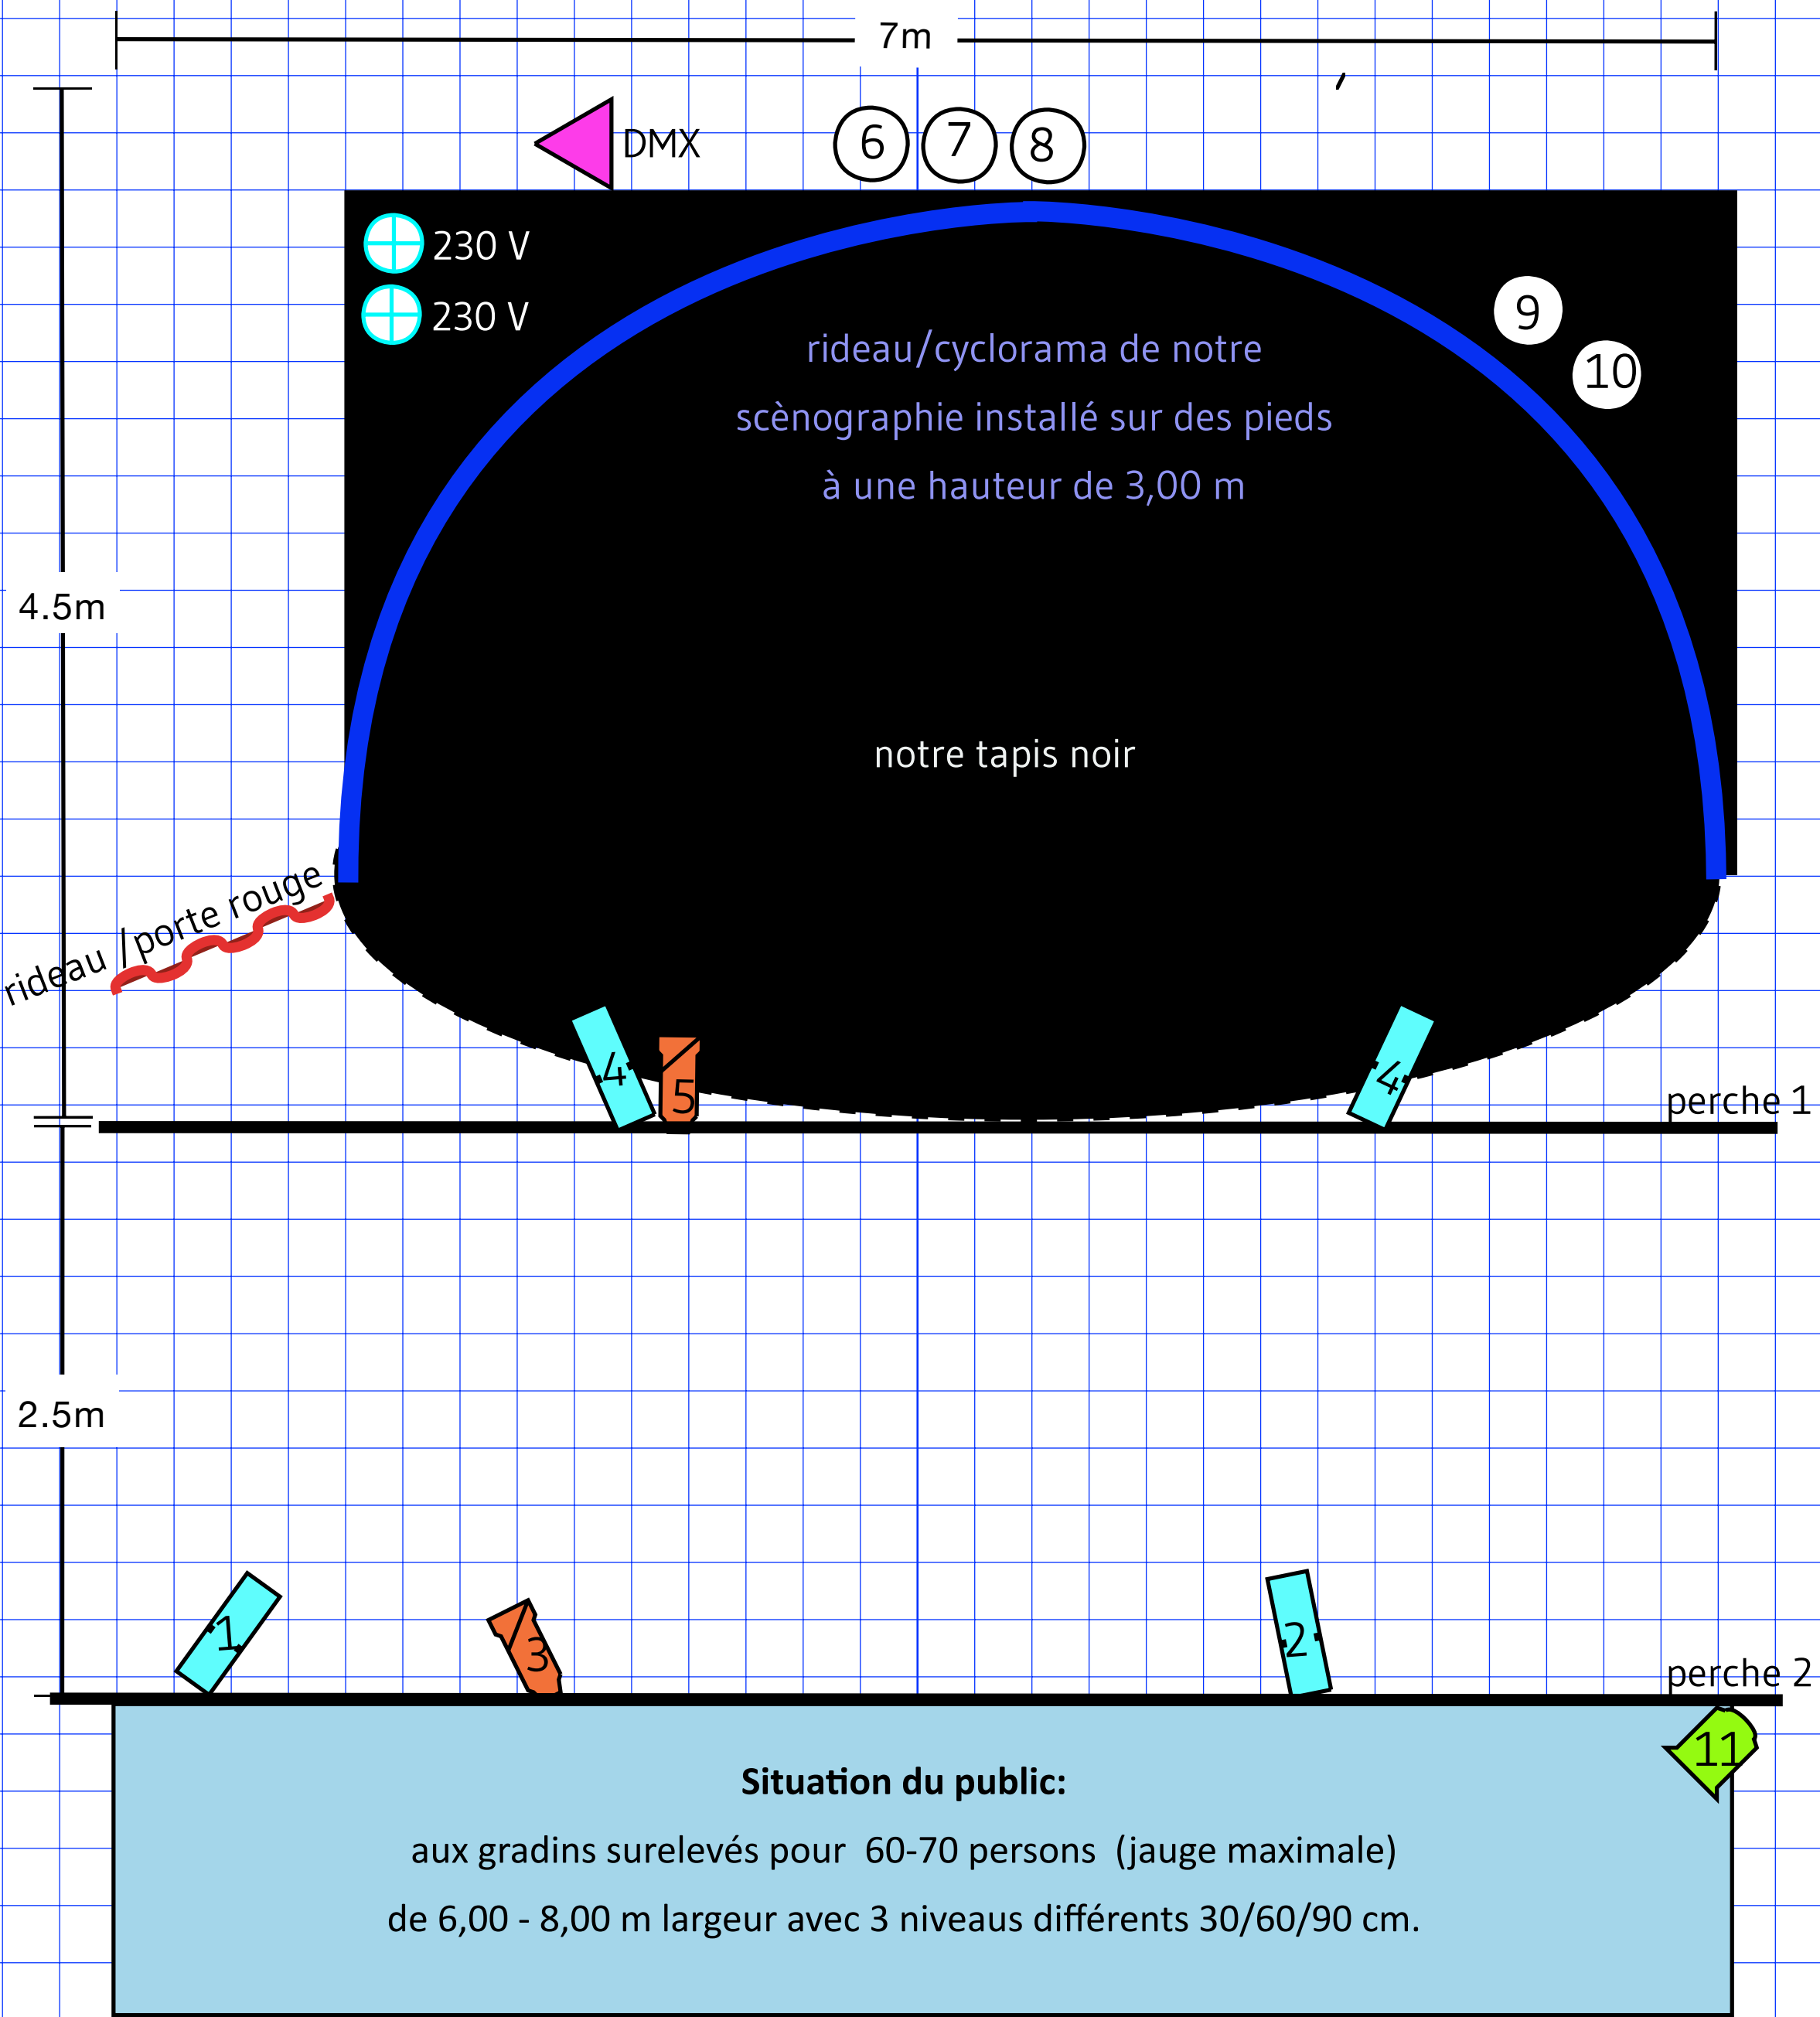 7m
DMX
6
7
8
230 V
230 V
9
10
rideau/cyclorama de notre
scènographie installé sur des pieds
à une hauteur de 3,00 m
4.5m
notre tapis noir
rideau /porte rouge
4
5
4
perche 1
2.5m
1
3
2
perche 2
11
Situation du public:
aux gradins surelevés pour 60-70 persons (jauge maximale)
de 6,00 - 8,00 m largeur avec 3 niveaus différents 30/60/90 cm.